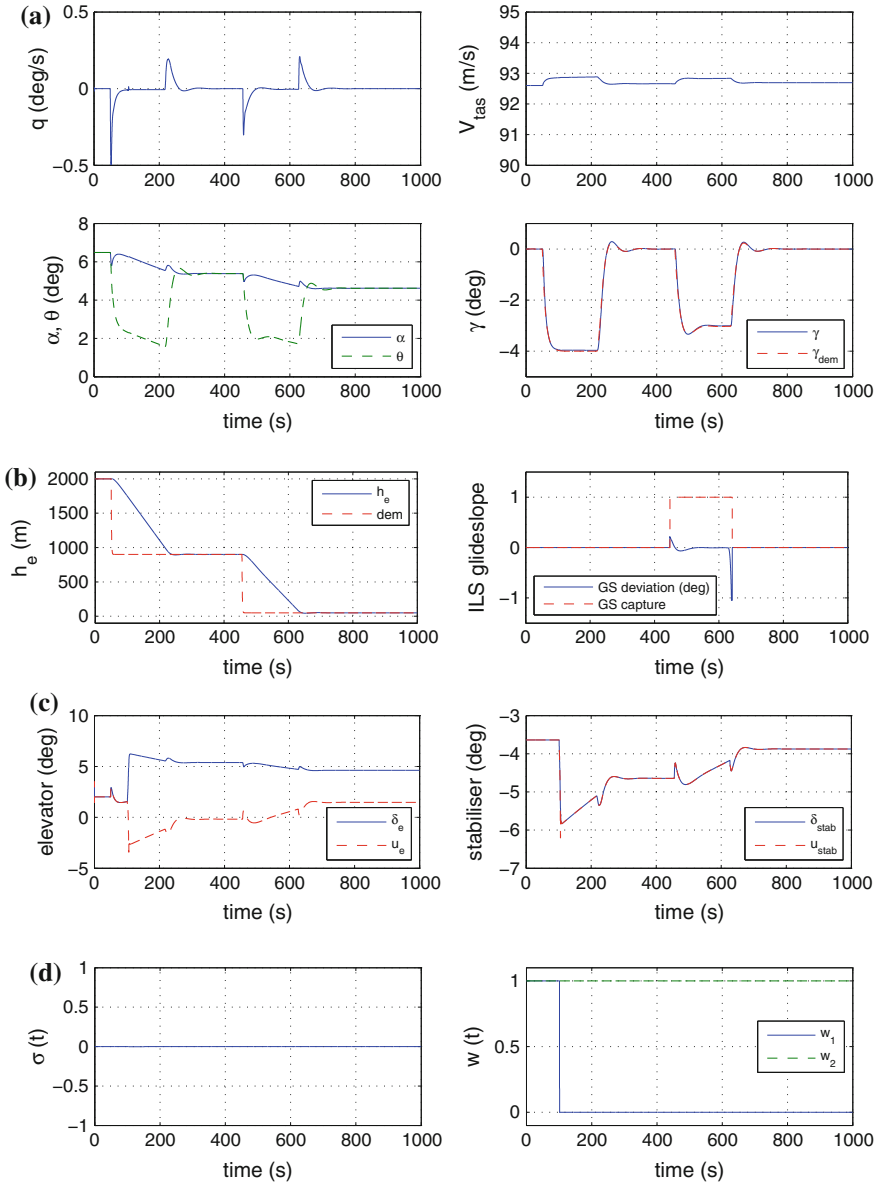 (a)
0.5
0
−0.5
q (deg/s)
0 200 400 600 800 1000
95
94
93
92
91
90
V_tas (m/s)
0 200 400 600 800 1000
8
6
4
2
0
α, θ (deg)
α
θ
0 200 400 600 800 1000
time (s)
0
−2
−4
γ (deg)
γ
γ_dem
0 200 400 600 800 1000
time (s)
(b)
2000
1500
1000
500
0
h_e (m)
h_e
dem
0 200 400 600 800 1000
time (s)
1
0
−1
ILS glideslope
GS deviation (deg)
GS capture
0 200 400 600 800 1000
time (s)
(c)
10
5
0
−5
elevator (deg)
δ_e
u_e
0 200 400 600 800 1000
time (s)
−3
−4
−5
−6
−7
stabiliser (deg)
δ_stab
u_stab
0 200 400 600 800 1000
time (s)
(d)
1
0.5
0
−0.5
−1
σ (t)
0 200 400 600 800 1000
time (s)
1
0.5
0
w (t)
w_1
w_2
0 200 400 600 800 1000
time (s)